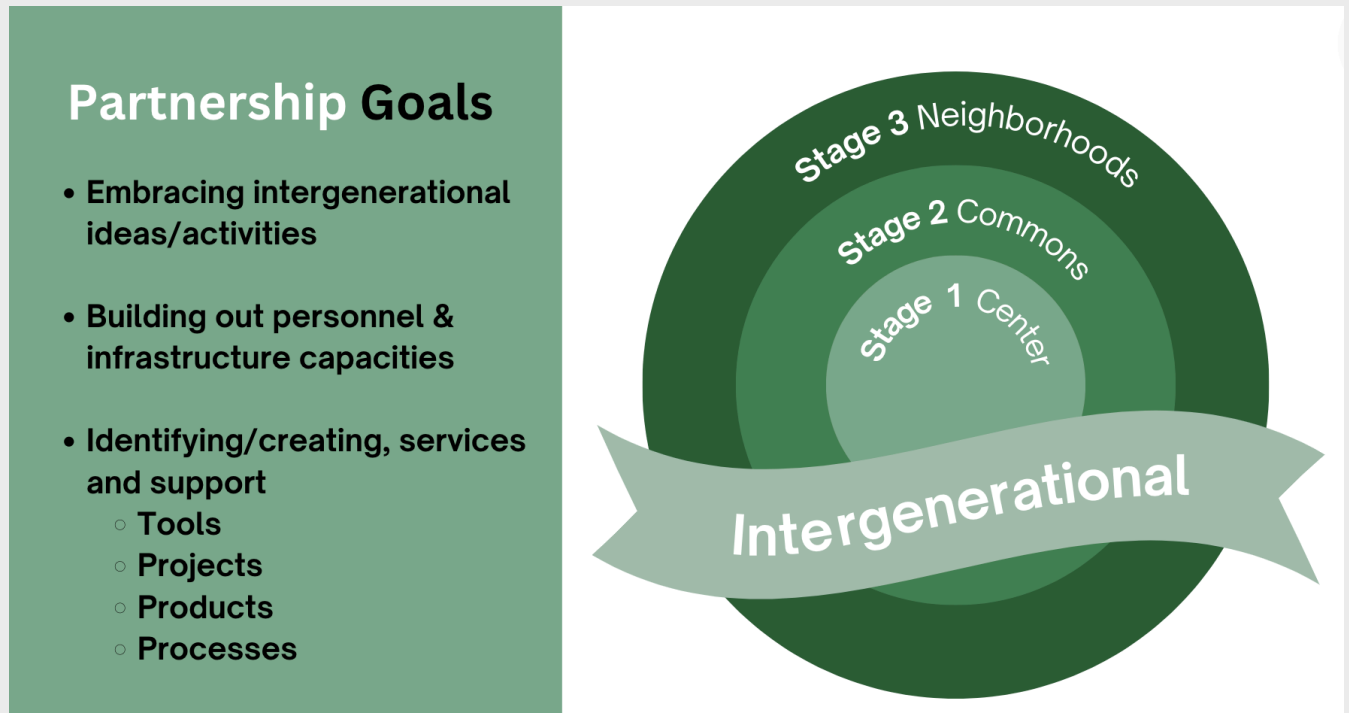 Partnership Goals
• Embracing intergenerational
ideas/activities
• Building out personnel &
infrastructure capacities
• Identifying/creating, services
and support
○ Tools
○ Projects
○ Products
○ Processes
Stage 3 Neighborhoods
Stage 2 Commons
Stage 1 Center
Intergenerational